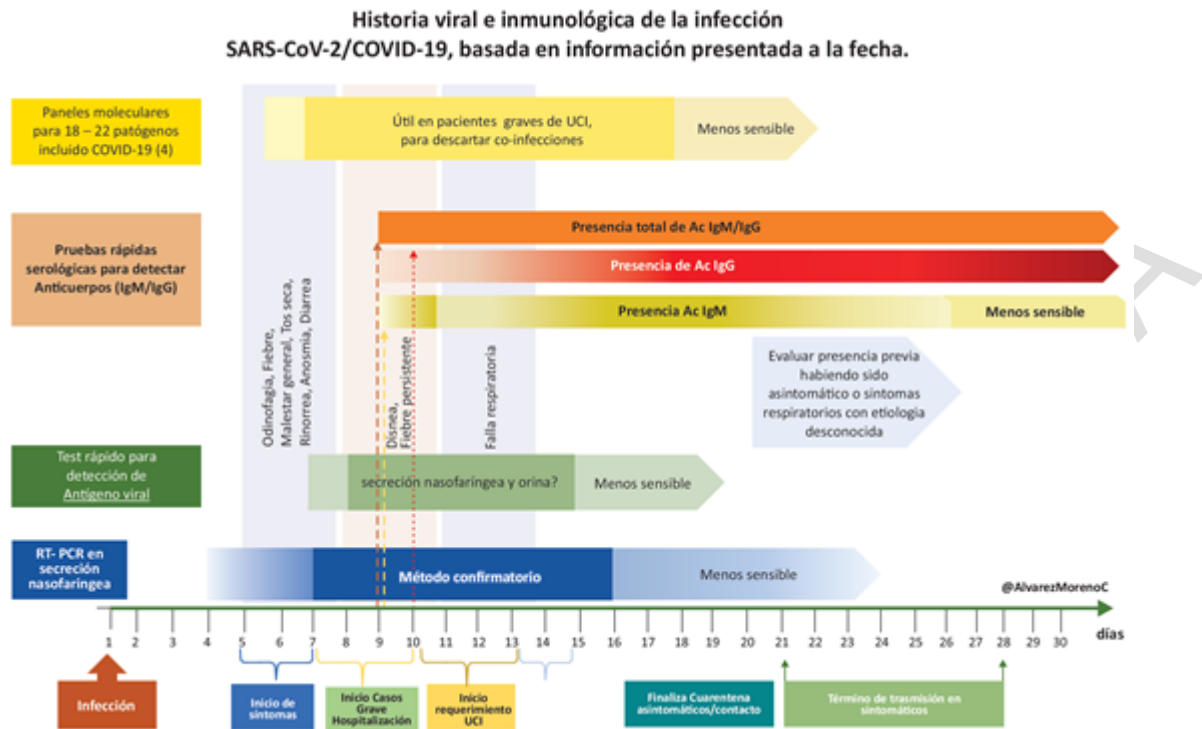 Historia viral e inmunológica de la infección
SARS-CoV-2/COVID-19, basada en información presentada a la fecha.
Paneles moleculares
para 18 – 22 patógenos
incluido COVID-19 (4)
Útil en pacientes graves de UCI,
para descartar co-infecciones
Menos sensible
Pruebas rápidas
serológicas para detectar
Anticuerpos (IgM/IgG)
Presencia total de Ac IgM/IgG
Presencia de Ac IgG
Presencia Ac IgM
Menos sensible
Odinofagia, Fiebre,
Malestar general, Tos seca,
Rinorrea, Anosmia, Diarrea
Disnea,
Fiebre persistente
Falla respiratoria
Evaluar presencia previa
habiendo sido
asintomático o sintomas
respiratorios con etiologia
desconocida
Test rápido para
detección de
Antígeno viral
secreción nasofaríngea y orina?
Menos sensible
RT- PCR en
secreción
nasofaringea
Método confirmatorio
Menos sensible
@AlvarezMorenoC
1 2 3 4 5 6 7 8 9 10 11 12 13 14 15 16 17 18 19 20 21 22 23 24 25 26 27 28 29 30
días
Infección
Inicio de
sintomas
Inicio Casos
Grave
Hospitalización
Inicio
requerimiento
UCI
Finaliza Cuarentena
asintomáticos/contacto
Término de trasmisión en
sintomáticos
A